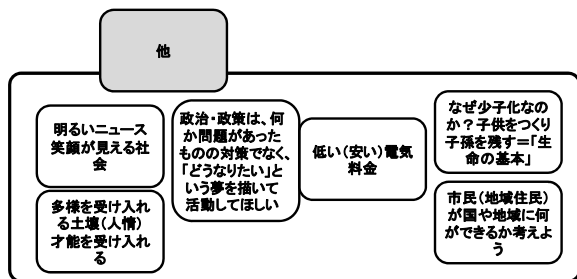 他
明るいニュース
笑顔が見える社
会
多様を受け入れ
る土壌（人情）
才能を受け入れ
る
政治・政策は、何
か問題があった
ものの対策でなく、
「どうなりたい」と
いう夢を描いて
活動してほしい
低い（安い）電気
料金
なぜ少子化なの
か？子供をつくり
子孫を残す＝「生
命の基本」
市民（地域住民）
が国や地域に何
ができるか考えよ
う